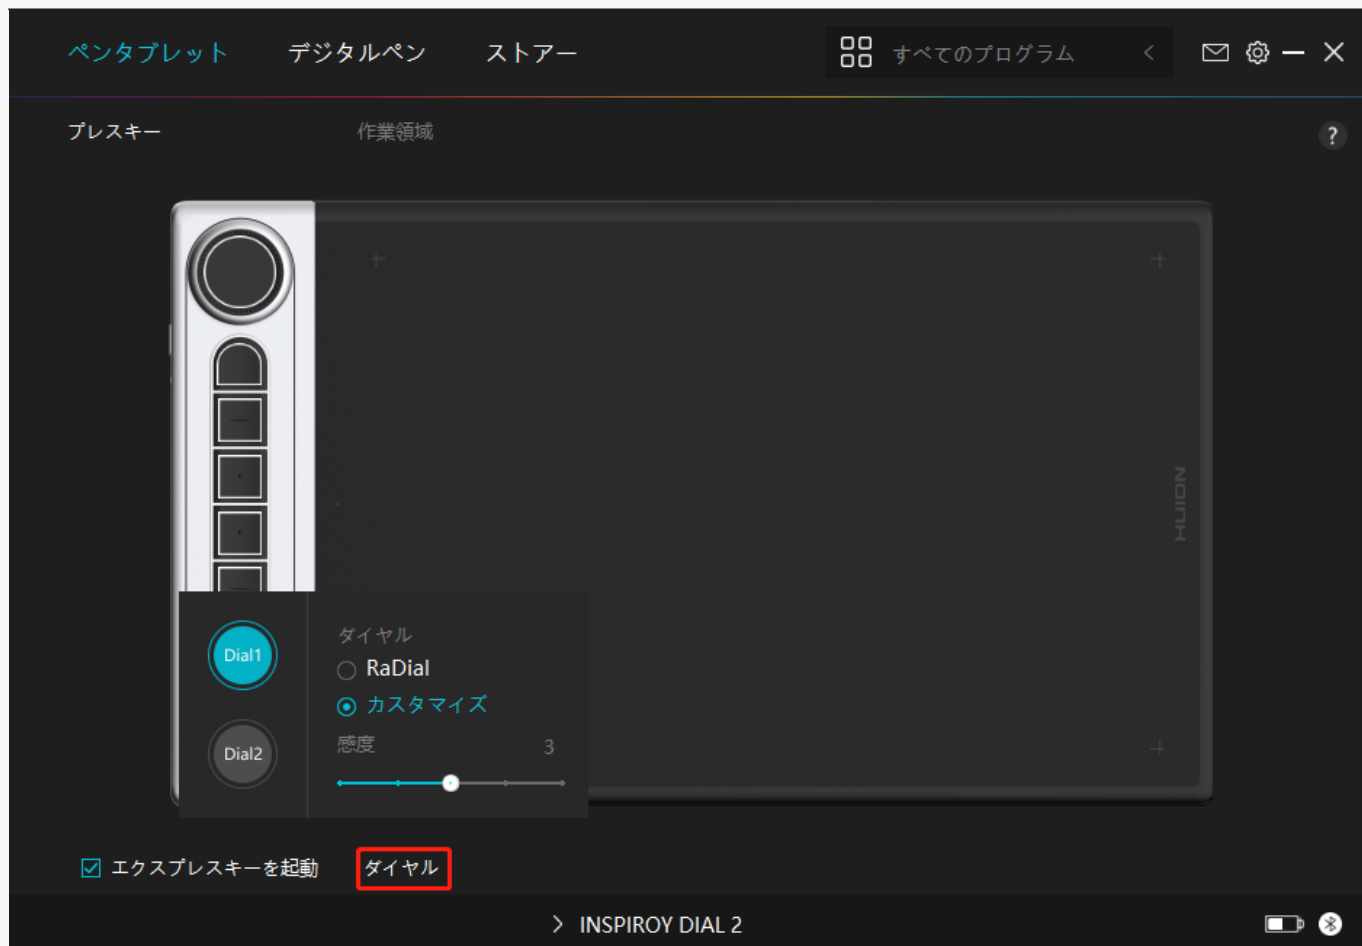 ペンタブレット デジタルペン ストアー すべてのプログラム
プレスキー 作業領域 ?
HUION
Dial1
ダイヤル
RaDial
カスタマイズ
Dial2
感度 3
エクスプレスキーを起動 ダイヤル
INSPIROY DIAL 2